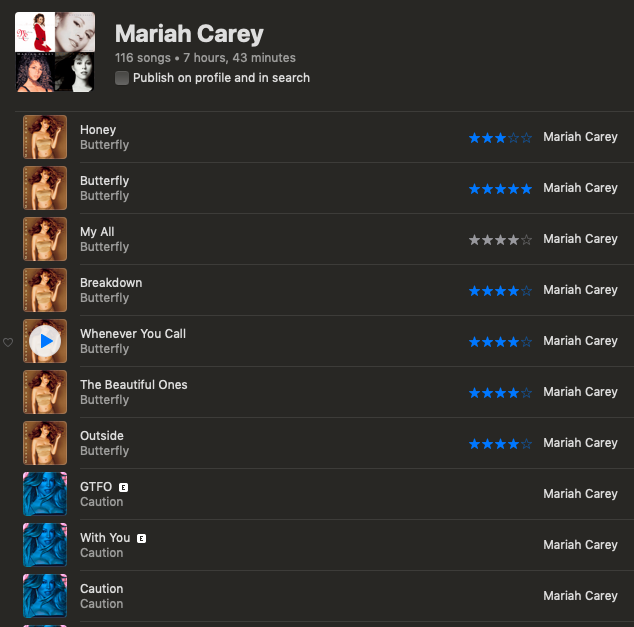 Mariah Carey
116 songs • 7 hours, 43 minutes
Publish on profile and in search
Honey
Butterfly
Mariah Carey
Butterfly
Butterfly
Mariah Carey
My All
Butterfly
Mariah Carey
Breakdown
Butterfly
Mariah Carey
Whenever You Call
Butterfly
Mariah Carey
The Beautiful Ones
Butterfly
Mariah Carey
Outside
Butterfly
Mariah Carey
GTFO E
Caution
Mariah Carey
With You E
Caution
Mariah Carey
Caution
Caution
Mariah Carey